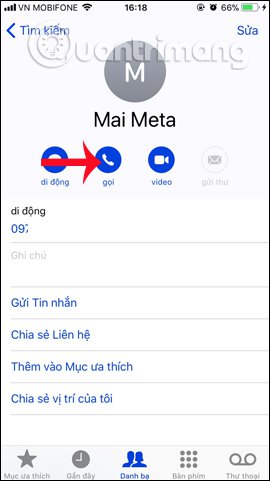 VN MOBIFONE 16:18 66%
Tìm kiếm Sửa
Quantrimang
M
Mai Meta
di động gọi video gửi thư
di động
097
Ghi chú
Gửi Tin nhắn
Chia sẻ Liên hệ
Thêm vào Mục ưa thích
Chia sẻ vị trí của tôi
Mục ưa thích Gần đây Danh bạ Bàn phím Thư thoại